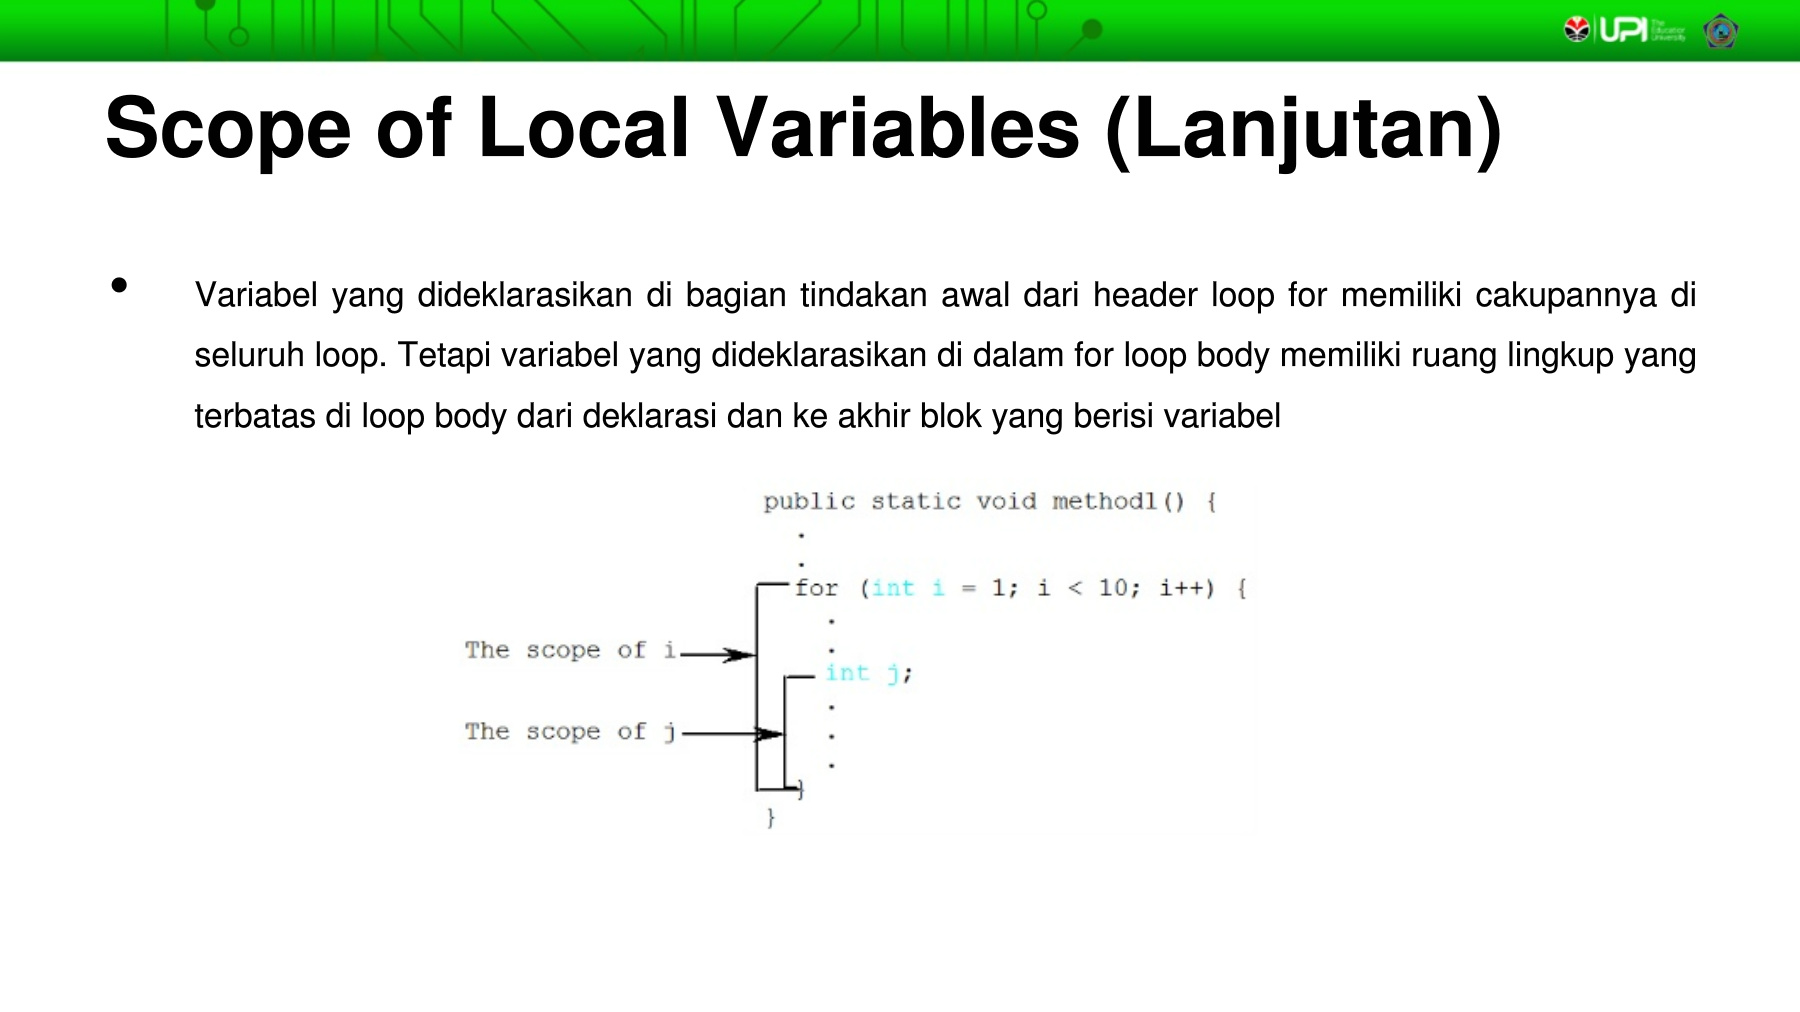 UPI The Education University
Scope of Local Variables (Lanjutan)
• Variabel yang dideklarasikan di bagian tindakan awal dari header loop for memiliki cakupannya di
seluruh loop. Tetapi variabel yang dideklarasikan di dalam for loop body memiliki ruang lingkup yang
terbatas di loop body dari deklarasi dan ke akhir blok yang berisi variabel
public static void method1() {
.
.
for (int i = 1; i < 10; i++) {
.
The scope of i
.
int j;
.
The scope of j
.
.
}
}